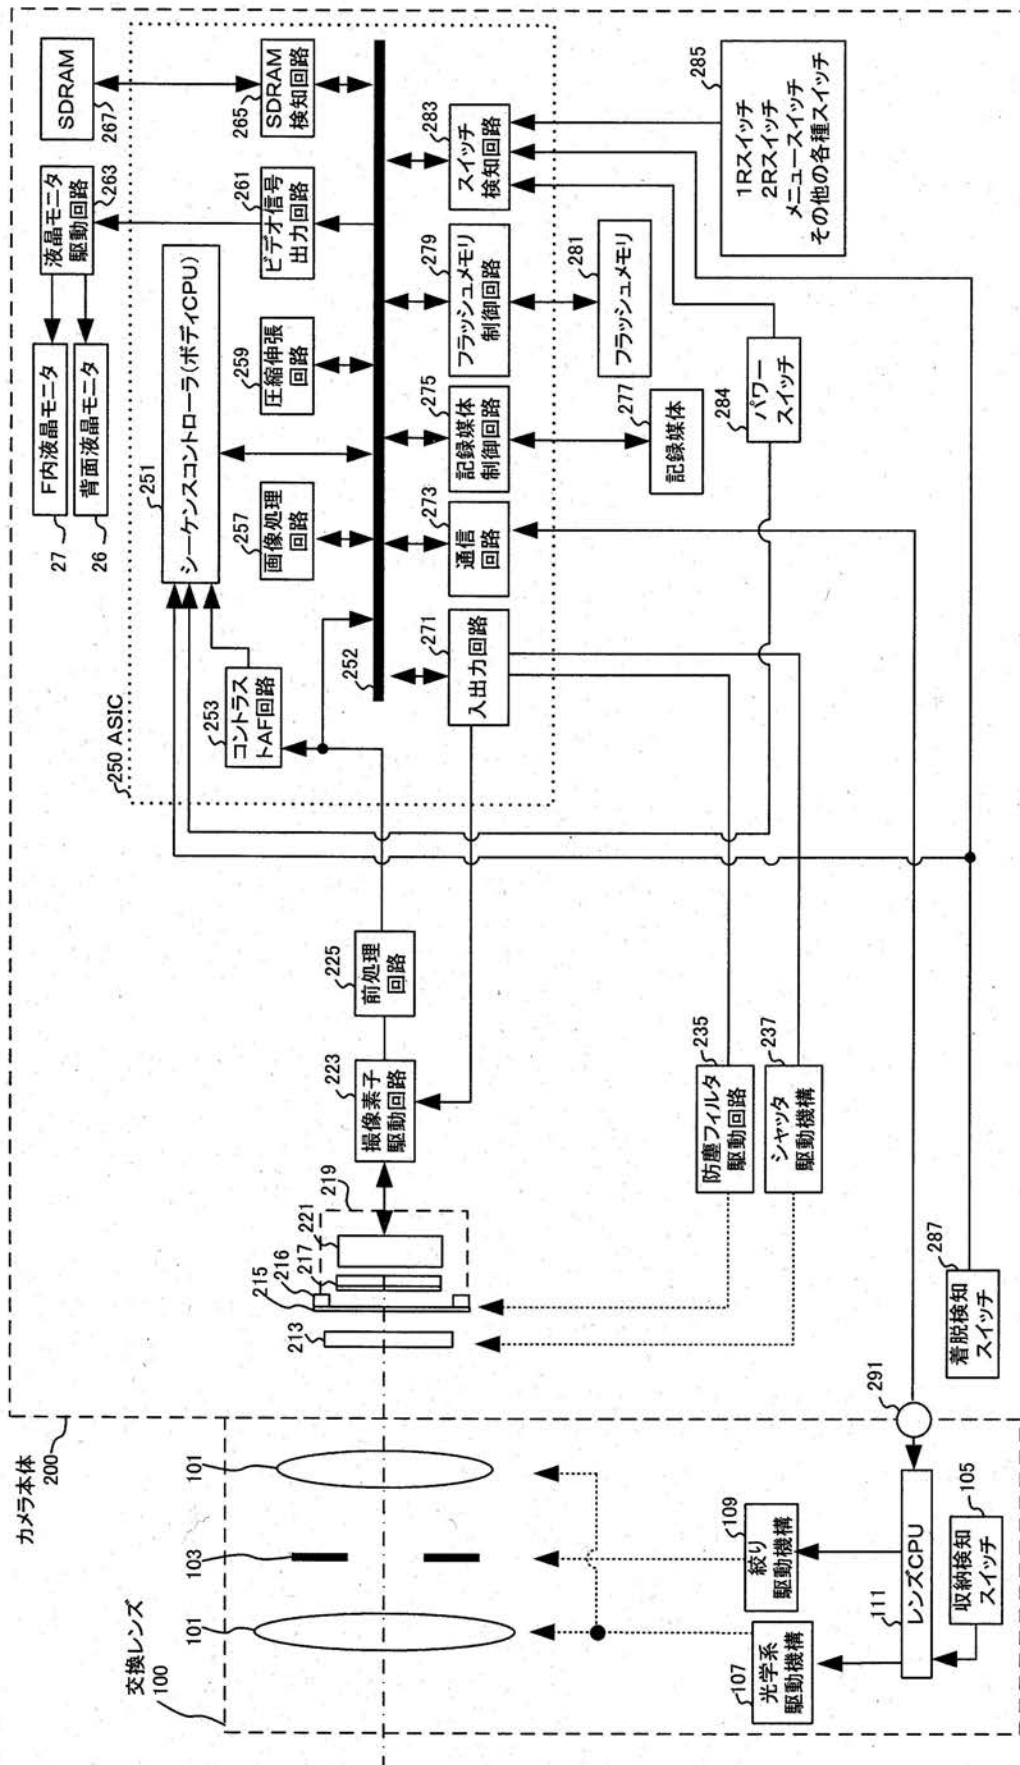 カメラ本体
200
交換レンズ
100
101
103
101
107
光学系
駆動機構
109
絞り
駆動機構
111
レンズCPU
105
収納検知
スイッチ
291
287
着脱検知
スイッチ
213
215
216
217
221
219
223
撮像素子
駆動回路
225
前処理
回路
235
防塵フィルタ
駆動回路
237
シャッタ
駆動機構
250 ASIC
251
シーケンスコントローラ(ボディCPU)
252
253
コントラス
トAF回路
257
画像処理
回路
259
圧縮伸張
回路
261
ビデオ信号
出力回路
265
SDRAM
検知回路
267
SDRAM
263
液晶モニタ
駆動回路
27
F内液晶モニタ
26
背面液晶モニタ
271
入出力回路
273
通信
回路
275
記録媒体
制御回路
277
記録媒体
279
フラッシュメモリ
制御回路
281
フラッシュメモリ
283
スイッチ
検知回路
284
パワー
スイッチ
285
1Rスイッチ
2Rスイッチ
メニュースイッチ
その他の各種スイッチ